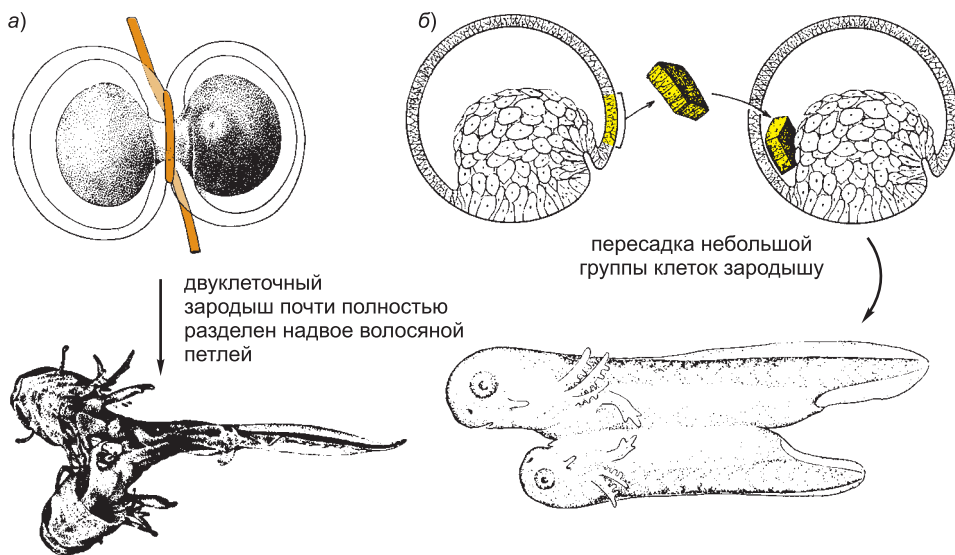 а)
двуклеточный
зародыш почти полностью
разделен надвое волосяной
петлей
б)
пересадка небольшой
группы клеток зародышу